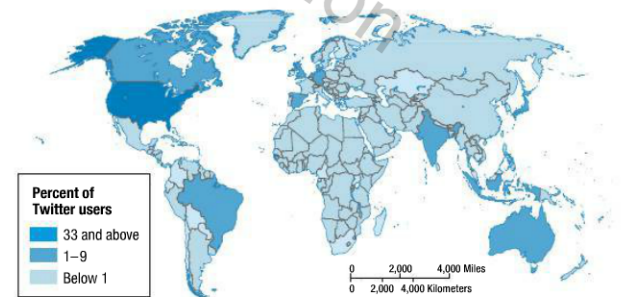 Percent of
Twitter users
33 and above
1–9
Below 1
0 2,000 4,000 Miles
0 2,000 4,000 Kilometers